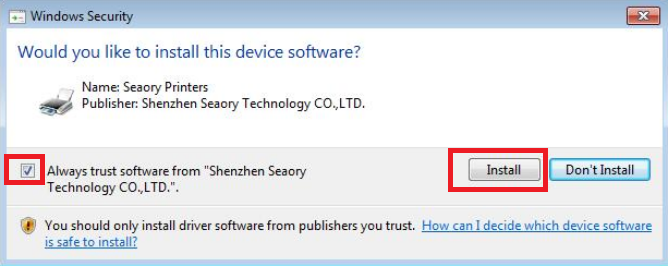 Windows Security
Would you like to install this device software?
Name: Seaory Printers
Publisher: Shenzhen Seaory Technology CO.,LTD.
Always trust software from "Shenzhen Seaory
Technology CO.,LTD.".
Install
Don't Install
You should only install driver software from publishers you trust. How can I decide which device software
is safe to install?